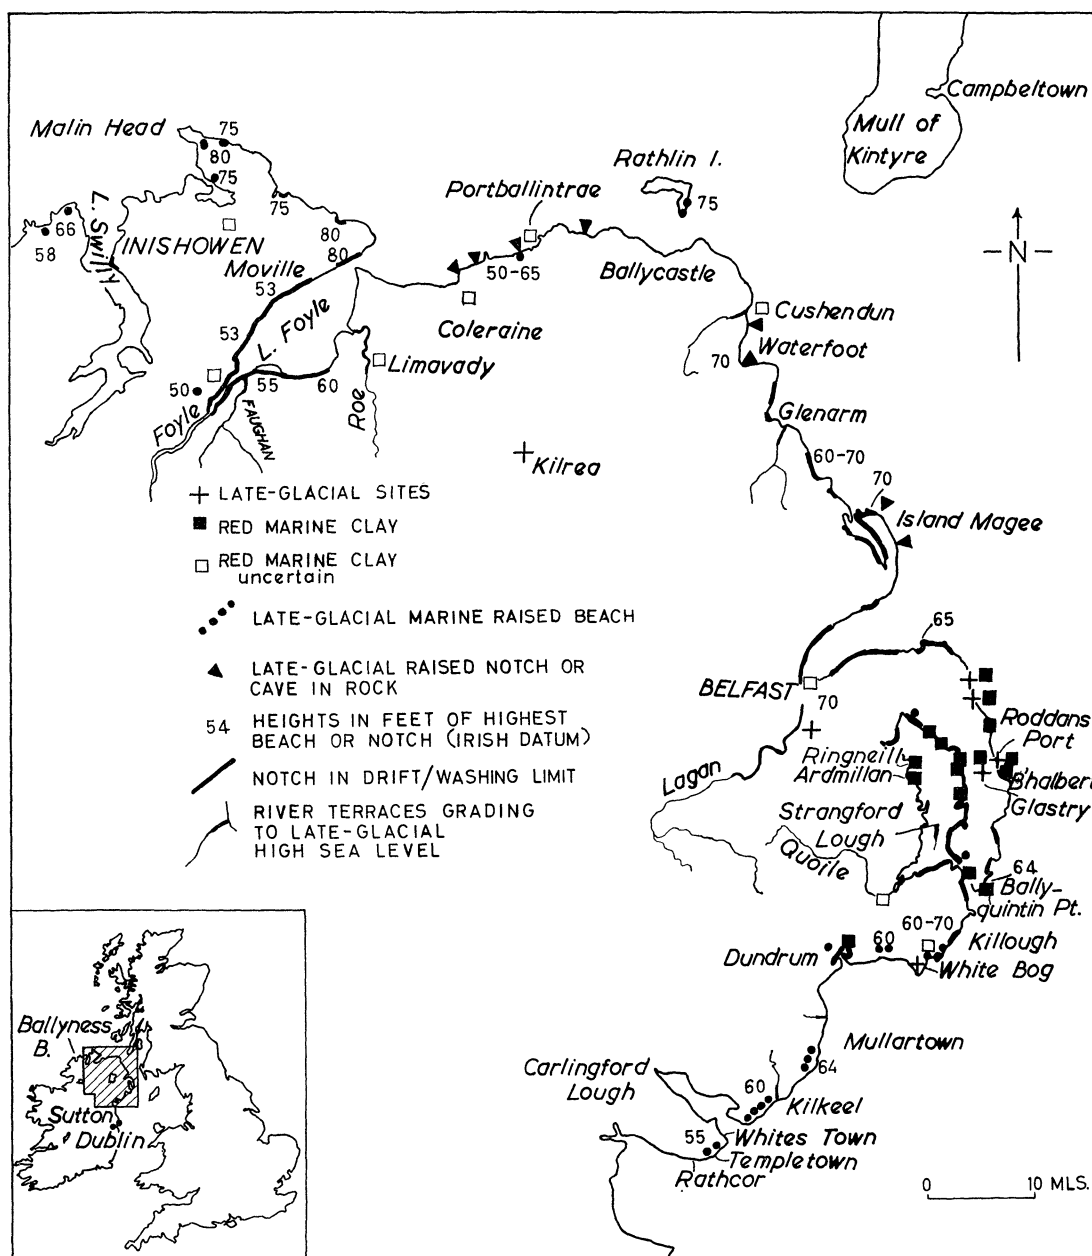 Campbeltown
Mull of
Kintyre
Malin Head
75
80
75
Rathlin I.
75
Portballintrae
L. Swilly
66
58
75
INISHOWEN
80
80
Moville
53
50-65
Ballycastle
N
L. Foyle
Coleraine
Cushendun
53
Limavady
70
Waterfoot
50
55
60
Foyle
FAUGHAN
Roe
Glenarm
Kilrea
60-70
70
Island Magee
+ LATE-GLACIAL SITES
RED MARINE CLAY
RED MARINE CLAY
uncertain
LATE-GLACIAL MARINE RAISED BEACH
LATE-GLACIAL RAISED NOTCH OR
CAVE IN ROCK
54 HEIGHTS IN FEET OF HIGHEST
BEACH OR NOTCH (IRISH DATUM)
NOTCH IN DRIFT/WASHING LIMIT
RIVER TERRACES GRADING
TO LATE-GLACIAL
HIGH SEA LEVEL
65
BELFAST
70
Roddans
Port
Lagan
Ringneill
Ardmillan
B'halbert
Glastry
Strangford
Lough
Quoile
64
Bally-
quintin Pt.
60-70
60
Dundrum
Killough
White Bog
Mullartown
64
Carlingford
Lough
60
Kilkeel
55
Whites Town
Templetown
Rathcor
0 10 MLS.
Ballyness
B.
Sutton
Dublin